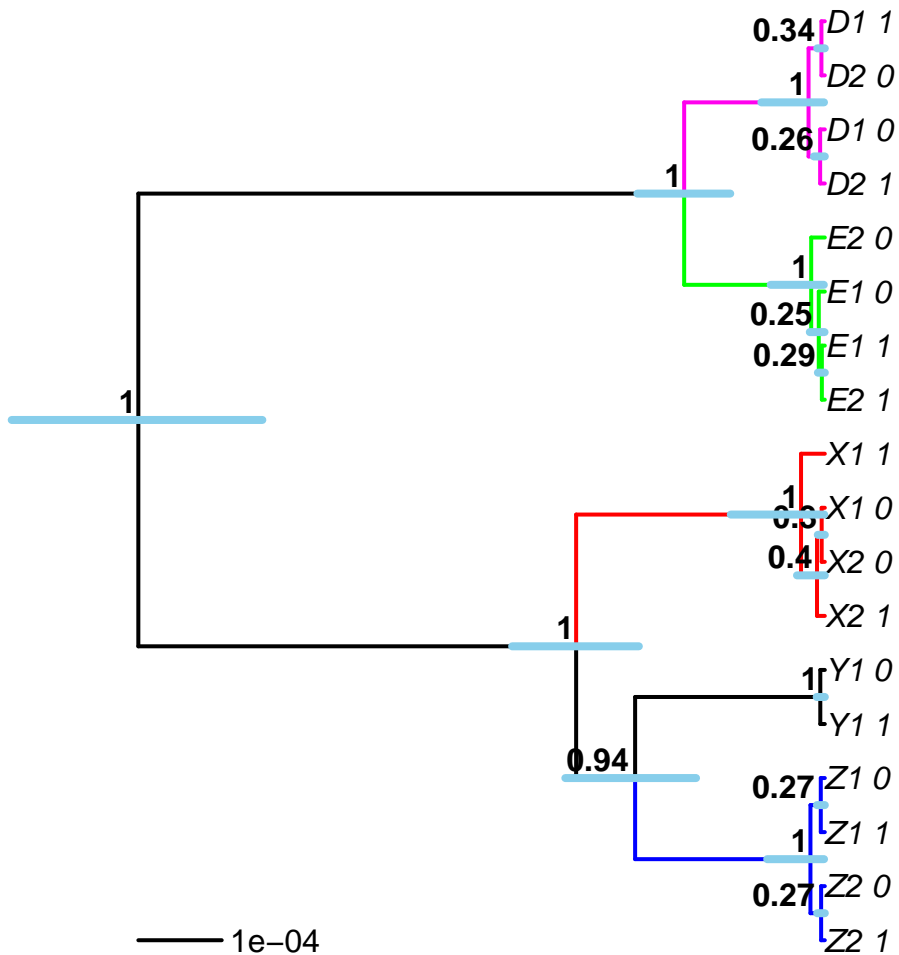 D1 1
0.34
D2 0
1
D1 0
0.26
D2 1
1
E2 0
1
E1 0
0.25
E1 1
0.29
E2 1
1
X1 1
1
X1 0
0.3
X2 0
0.4
X2 1
1
Y1 0
1
Y1 1
0.94
Z1 0
0.27
Z1 1
1
Z2 0
0.27
Z2 1
1e−04